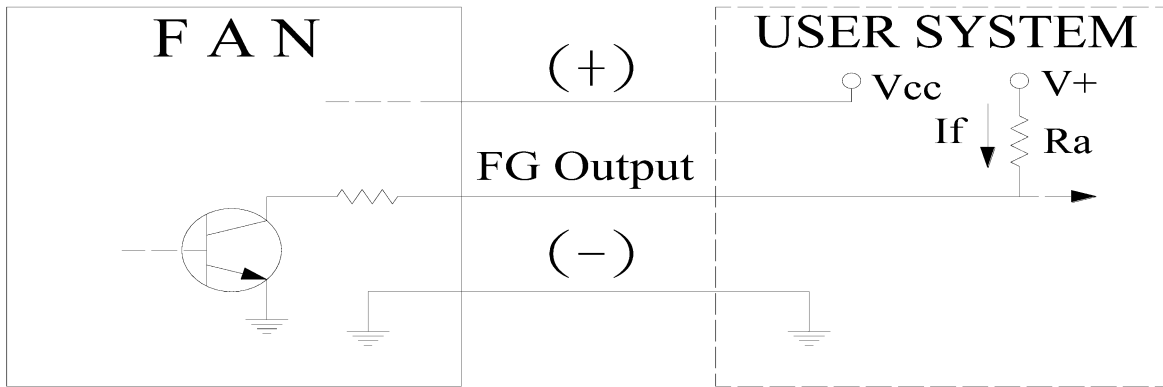 F A N
USER SYSTEM
(+)
Vcc
V+
If
Ra
FG Output
(-)